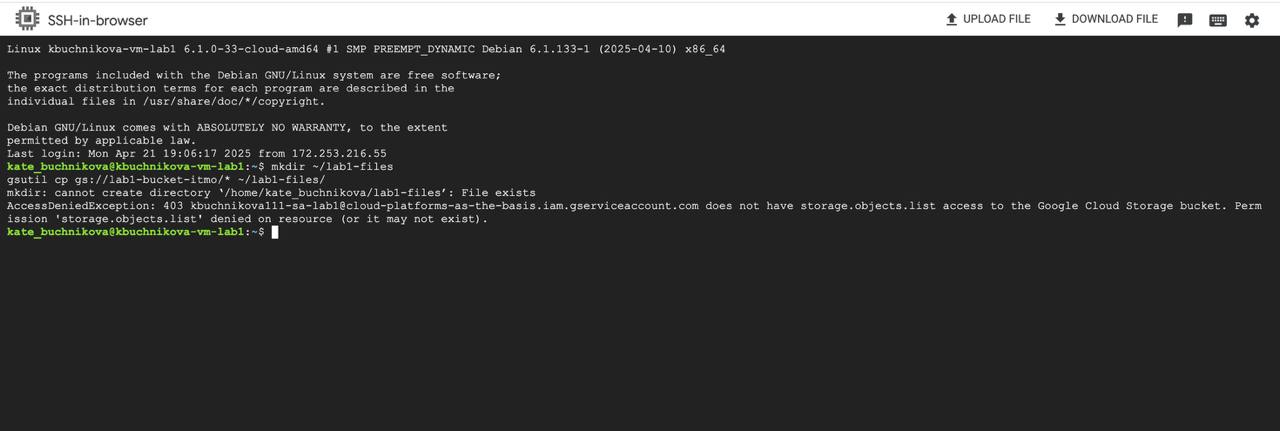 SSH-in-browser
UPLOAD FILE
DOWNLOAD FILE
Linux kbuchnikova-vm-lab1 6.1.0-33-cloud-amd64 #1 SMP PREEMPT_DYNAMIC Debian 6.1.133-1 (2025-04-10) x86_64
The programs included with the Debian GNU/Linux system are free software;
the exact distribution terms for each program are described in the
individual files in /usr/share/doc/*/copyright.
Debian GNU/Linux comes with ABSOLUTELY NO WARRANTY, to the extent
permitted by applicable law.
Last login: Mon Apr 21 19:06:17 2025 from 172.253.216.55
kate_buchnikova@kbuchnikova-vm-lab1:~$ mkdir ~/lab1-files
gsutil cp gs://lab1-bucket-itmo/* ~/lab1-files/
mkdir: cannot create directory ‘/home/kate_buchnikova/lab1-files’: File exists
AccessDeniedException: 403 kbuchnikova111-sa-lab1@cloud-platforms-as-the-basis.iam.gserviceaccount.com does not have storage.objects.list access to the Google Cloud Storage bucket. Perm
ission 'storage.objects.list' denied on resource (or it may not exist).
kate_buchnikova@kbuchnikova-vm-lab1:~$